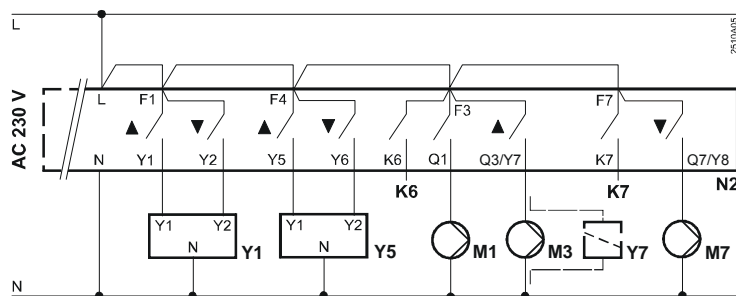 L
2510A05
AC 230 V
L F1 F4 F3 F7
N Y1 Y2 Y5 Y6 K6 Q1 Q3/Y7 K7 Q7/Y8
K6 K7 N2
Y1 Y2 Y1 Y2
N Y1 N Y5 M1 M3 Y7 M7
N